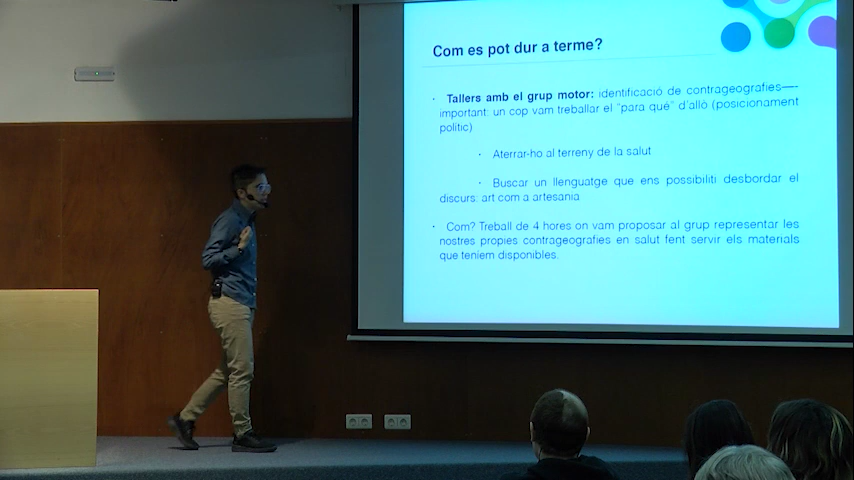 Com es pot dur a terme?
· Tallers amb el grup motor: identificació de contrageografies—-
important: un cop vam treballar el "para qué" d'allò (posicionament
polític)
· Aterrar-ho al terreny de la salut
· Buscar un llenguatge que ens possibiliti desbordar el
discurs: art com a artesania
· Com? Treball de 4 hores on vam proposar al grup representar les
nostres propies contrageografies en salut fent servir els materials
que teníem disponibles.